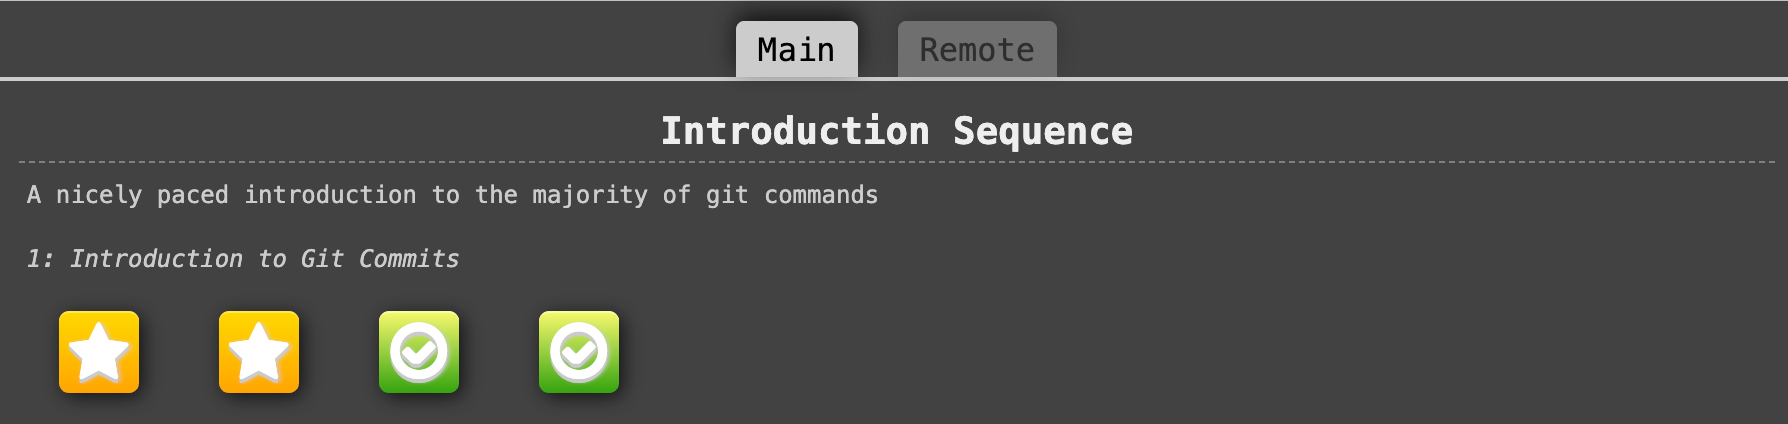 Main Remote
Introduction Sequence
A nicely paced introduction to the majority of git commands
1: Introduction to Git Commits